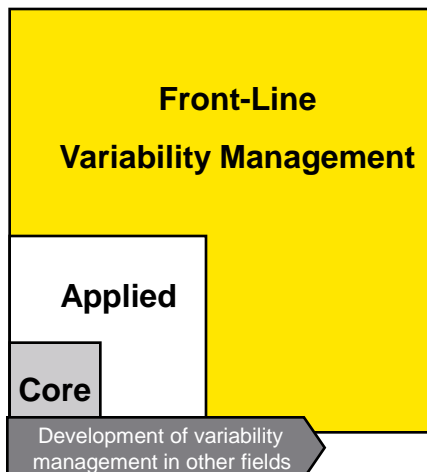 Front-Line
Variability Management
Applied
Core
Development of variability
management in other fields